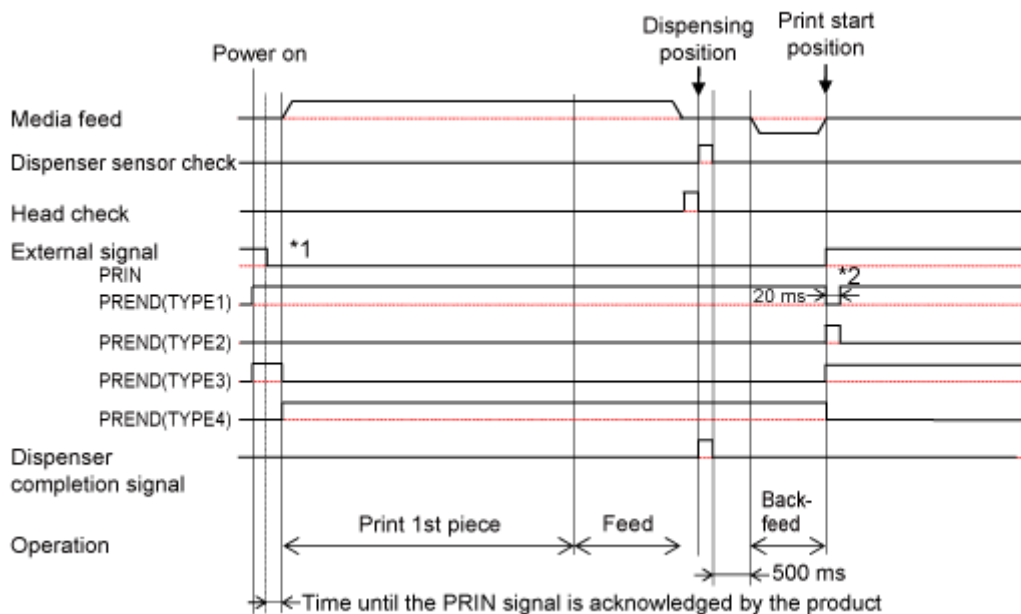 Dispensing position
Print start position
Power on
Media feed
Dispenser sensor check
Head check
External signal
*1
PRIN
*2
PREND(TYPE1)
20 ms
PREND(TYPE2)
PREND(TYPE3)
PREND(TYPE4)
Dispenser
completion signal
Operation
Print 1st piece
Feed
Back-
feed
500 ms
Time until the PRIN signal is acknowledged by the product